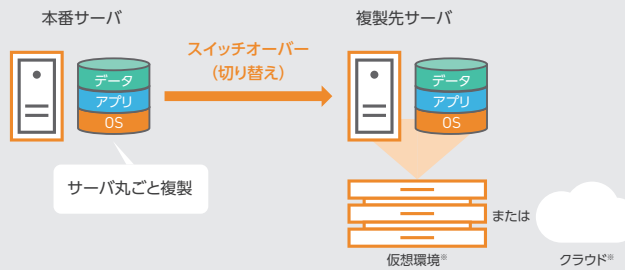 本番サーバ
複製先サーバ
スイッチオーバー
（切り替え）
データ
アプリ
OS
データ
アプリ
OS
サーバ丸ごと複製
または
仮想環境※
クラウド※